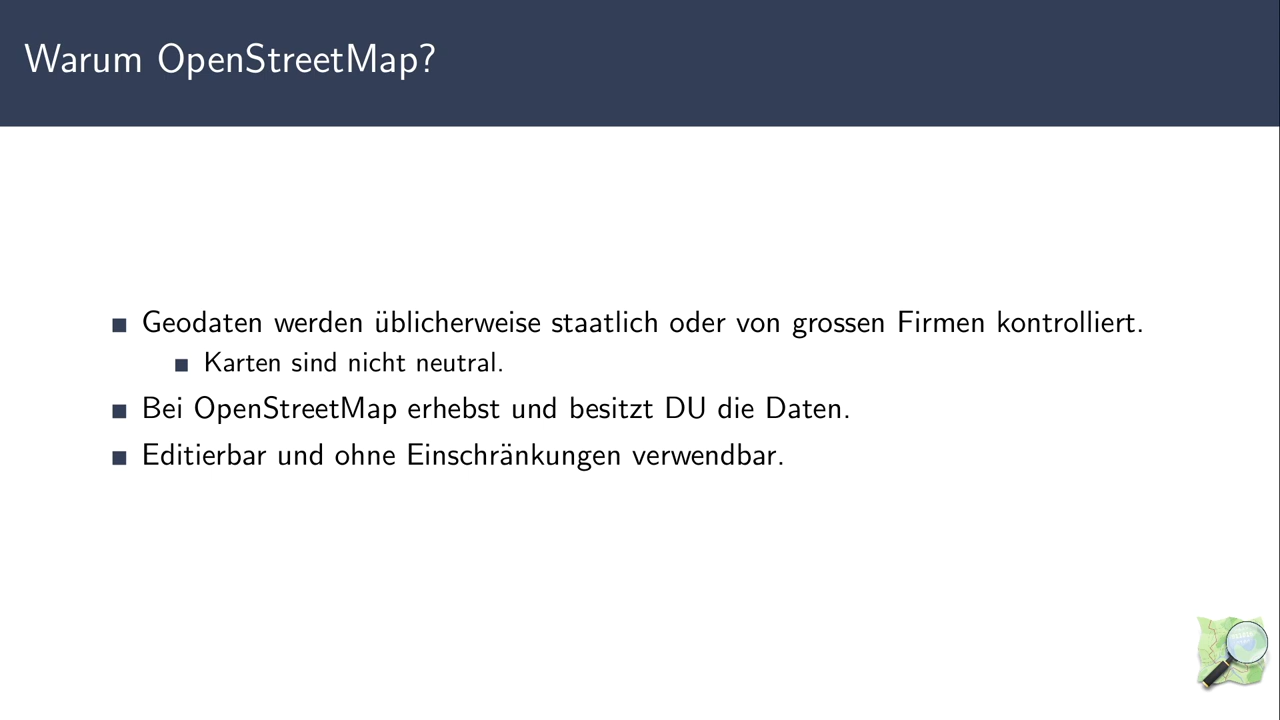 Warum OpenStreetMap?
Geodaten werden üblicherweise staatlich oder von grossen Firmen kontrolliert.
Karten sind nicht neutral.
Bei OpenStreetMap erhebst und besitzt DU die Daten.
Editierbar und ohne Einschränkungen verwendbar.